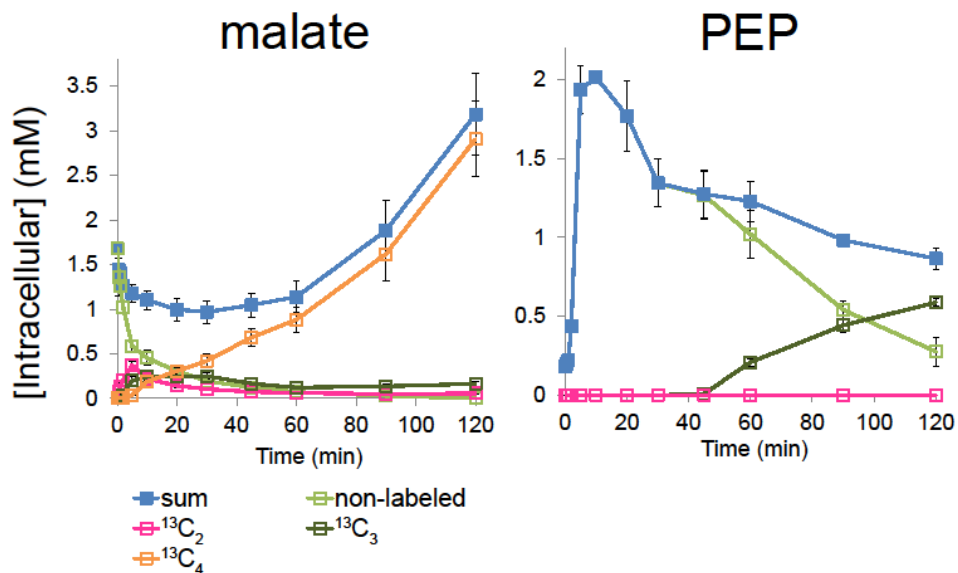 malate
PEP
[Intracellular] (mM)
3.5
3
2.5
2
1.5
1
0.5
0
0 20 40 60 80 100 120
Time (min)
2
1.5
1
0.5
0
0 20 40 60 80 100 120
Time (min)
sum
non-labeled
¹³C₂
¹³C₃
¹³C₄